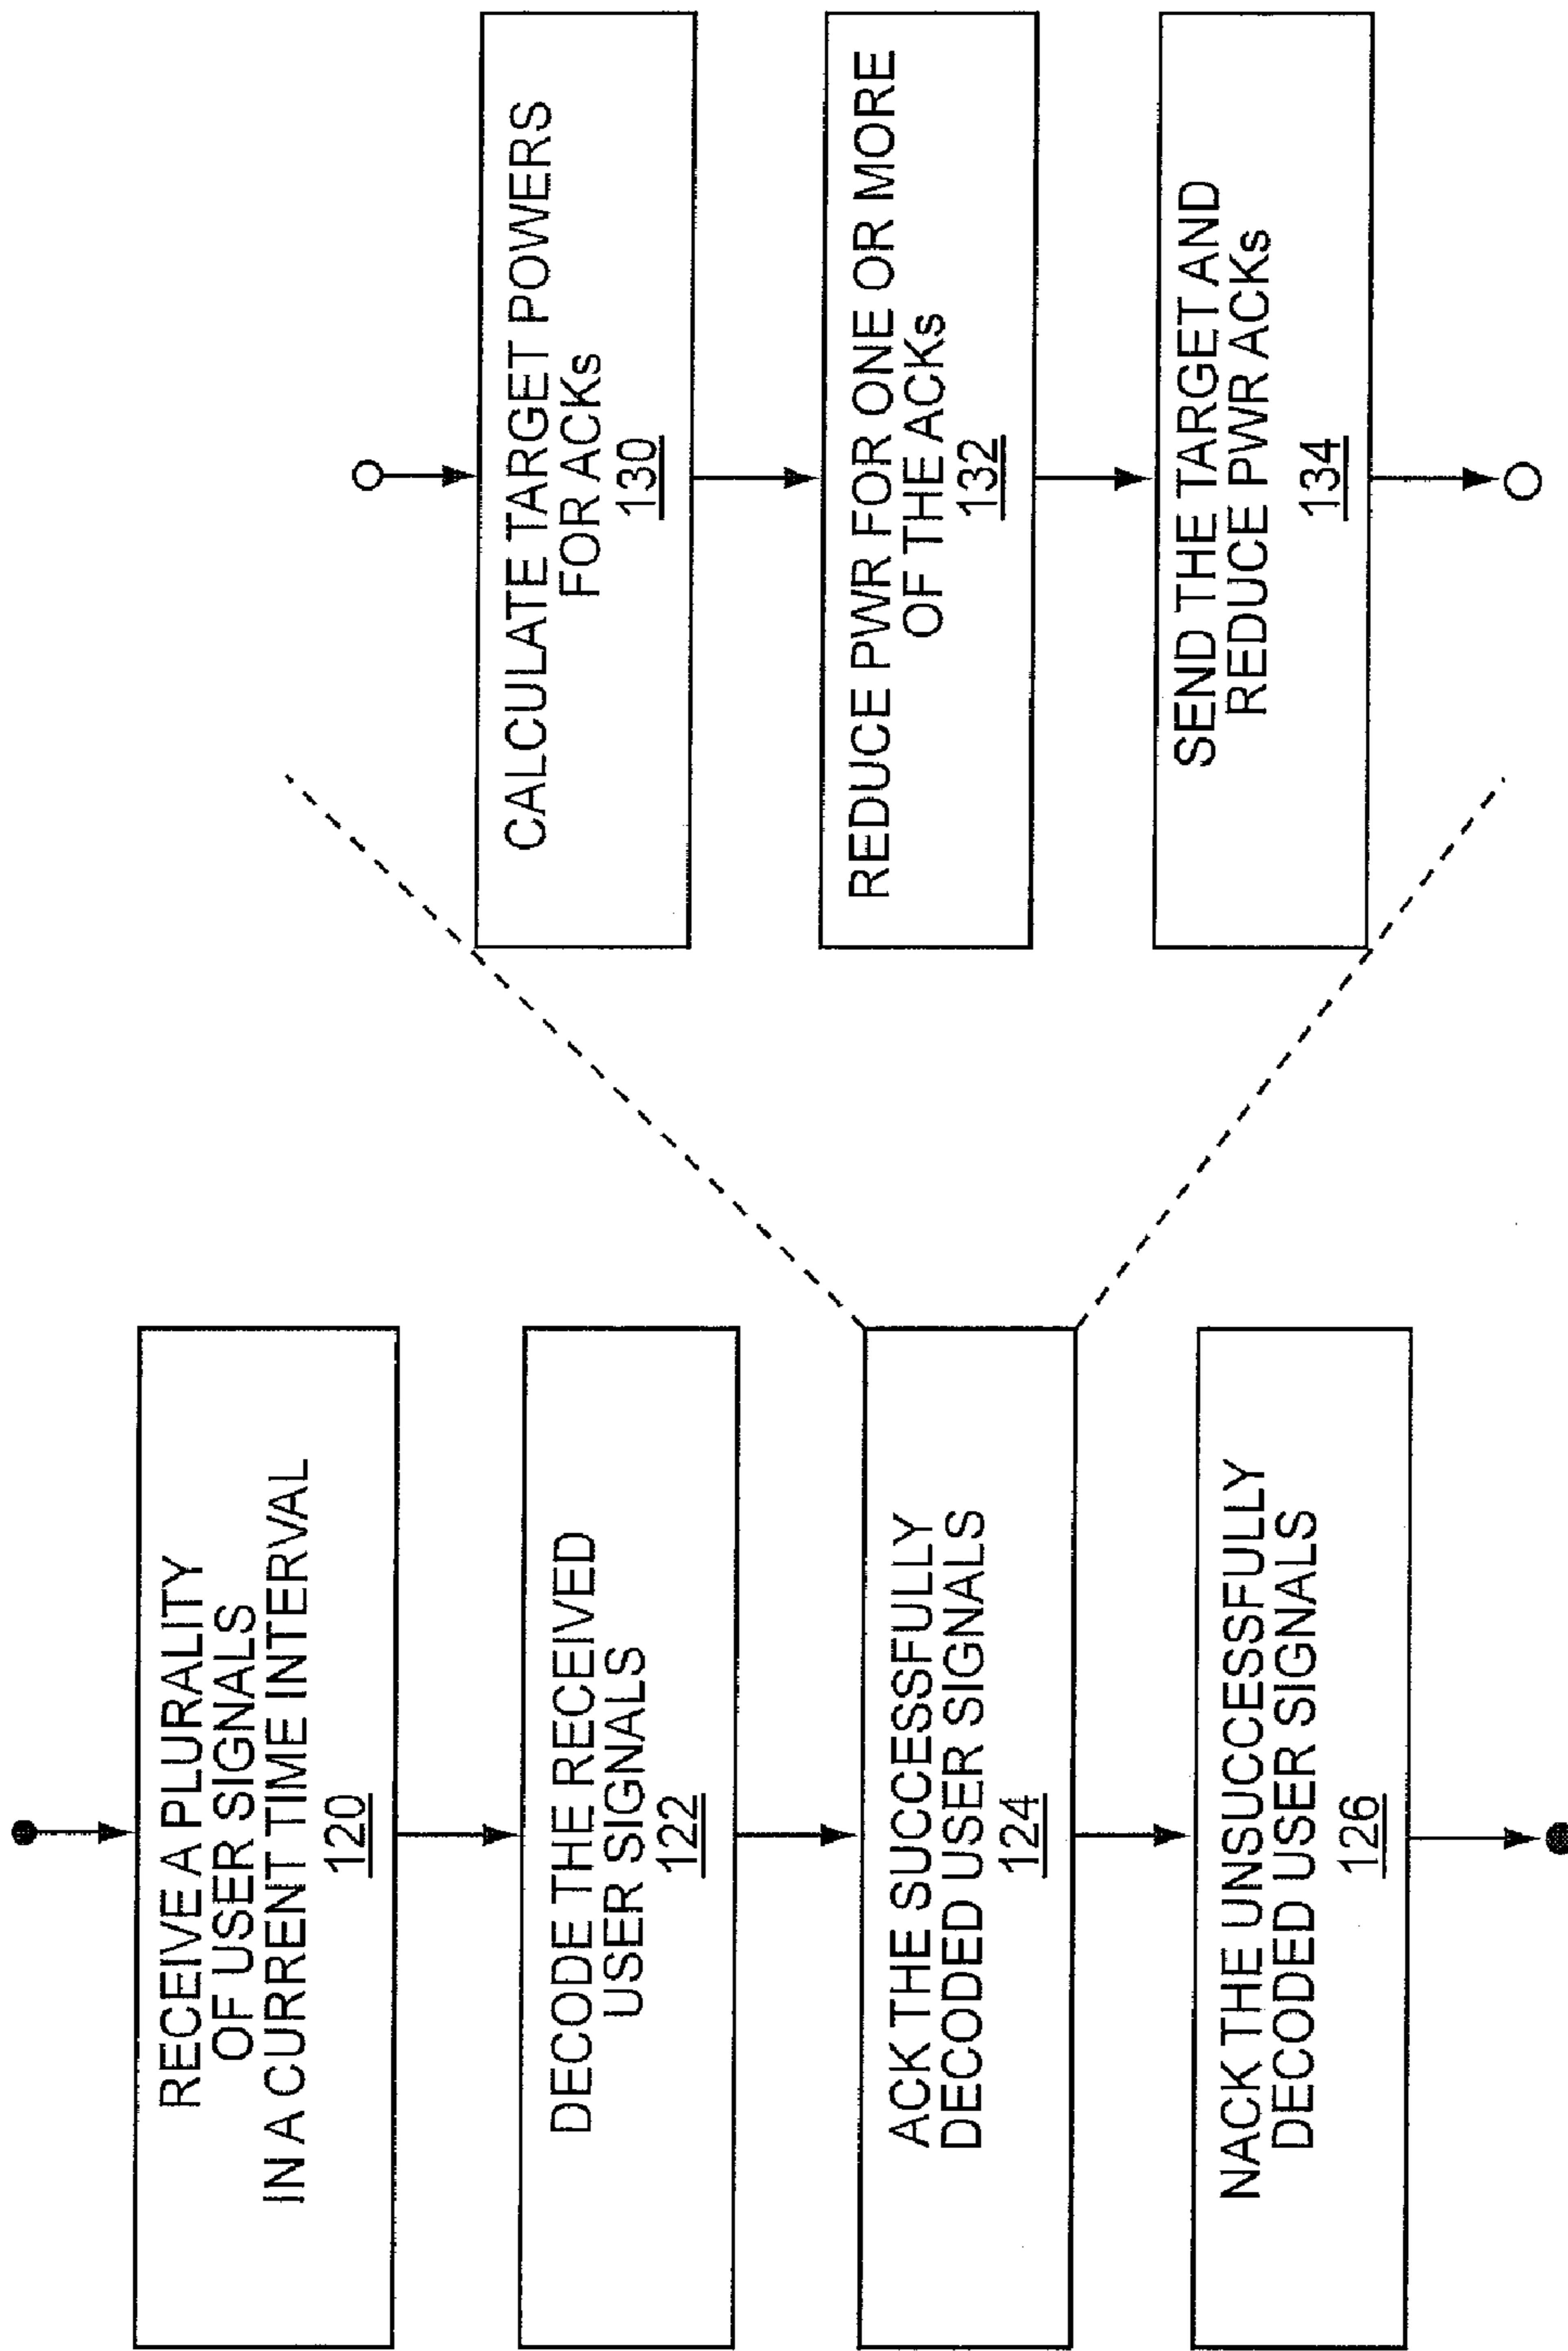 RECEIVE A PLURALITY
OF USER SIGNALS
IN A CURRENT TIME INTERVAL
120
DECODE THE RECEIVED
USER SIGNALS
122
ACK THE SUCCESSFULLY
DECODED USER SIGNALS
124
NACK THE UNSUCCESSFULLY
DECODED USER SIGNALS
126
CALCULATE TARGET POWERS
FOR ACKs
130
REDUCE PWR FOR ONE OR MORE
OF THE ACKs
132
SEND THE TARGET AND
REDUCE PWR ACKs
134